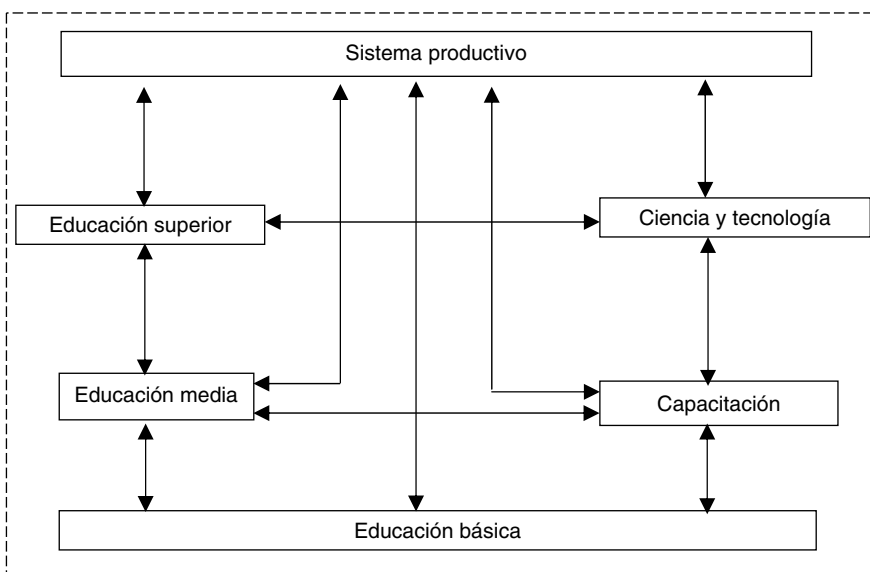 Sistema productivo
Educación superior
Ciencia y tecnología
Educación media
Capacitación
Educación básica